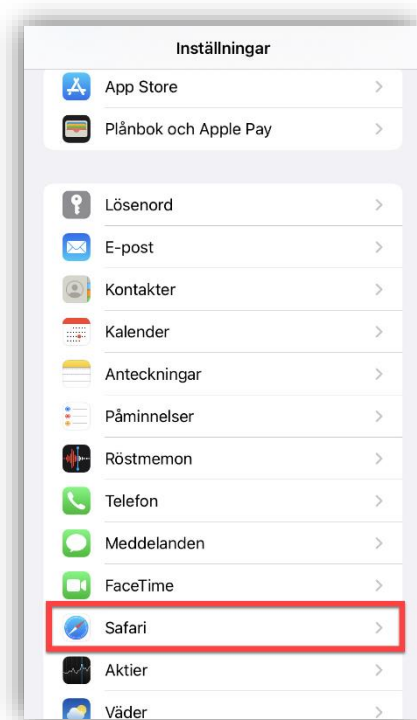 Inställningar
App Store
Plånbok och Apple Pay
Lösenord
E-post
Kontakter
Kalender
Anteckningar
Påminnelser
Röstmemon
Telefon
Meddelanden
FaceTime
Safari
Aktier
Väder